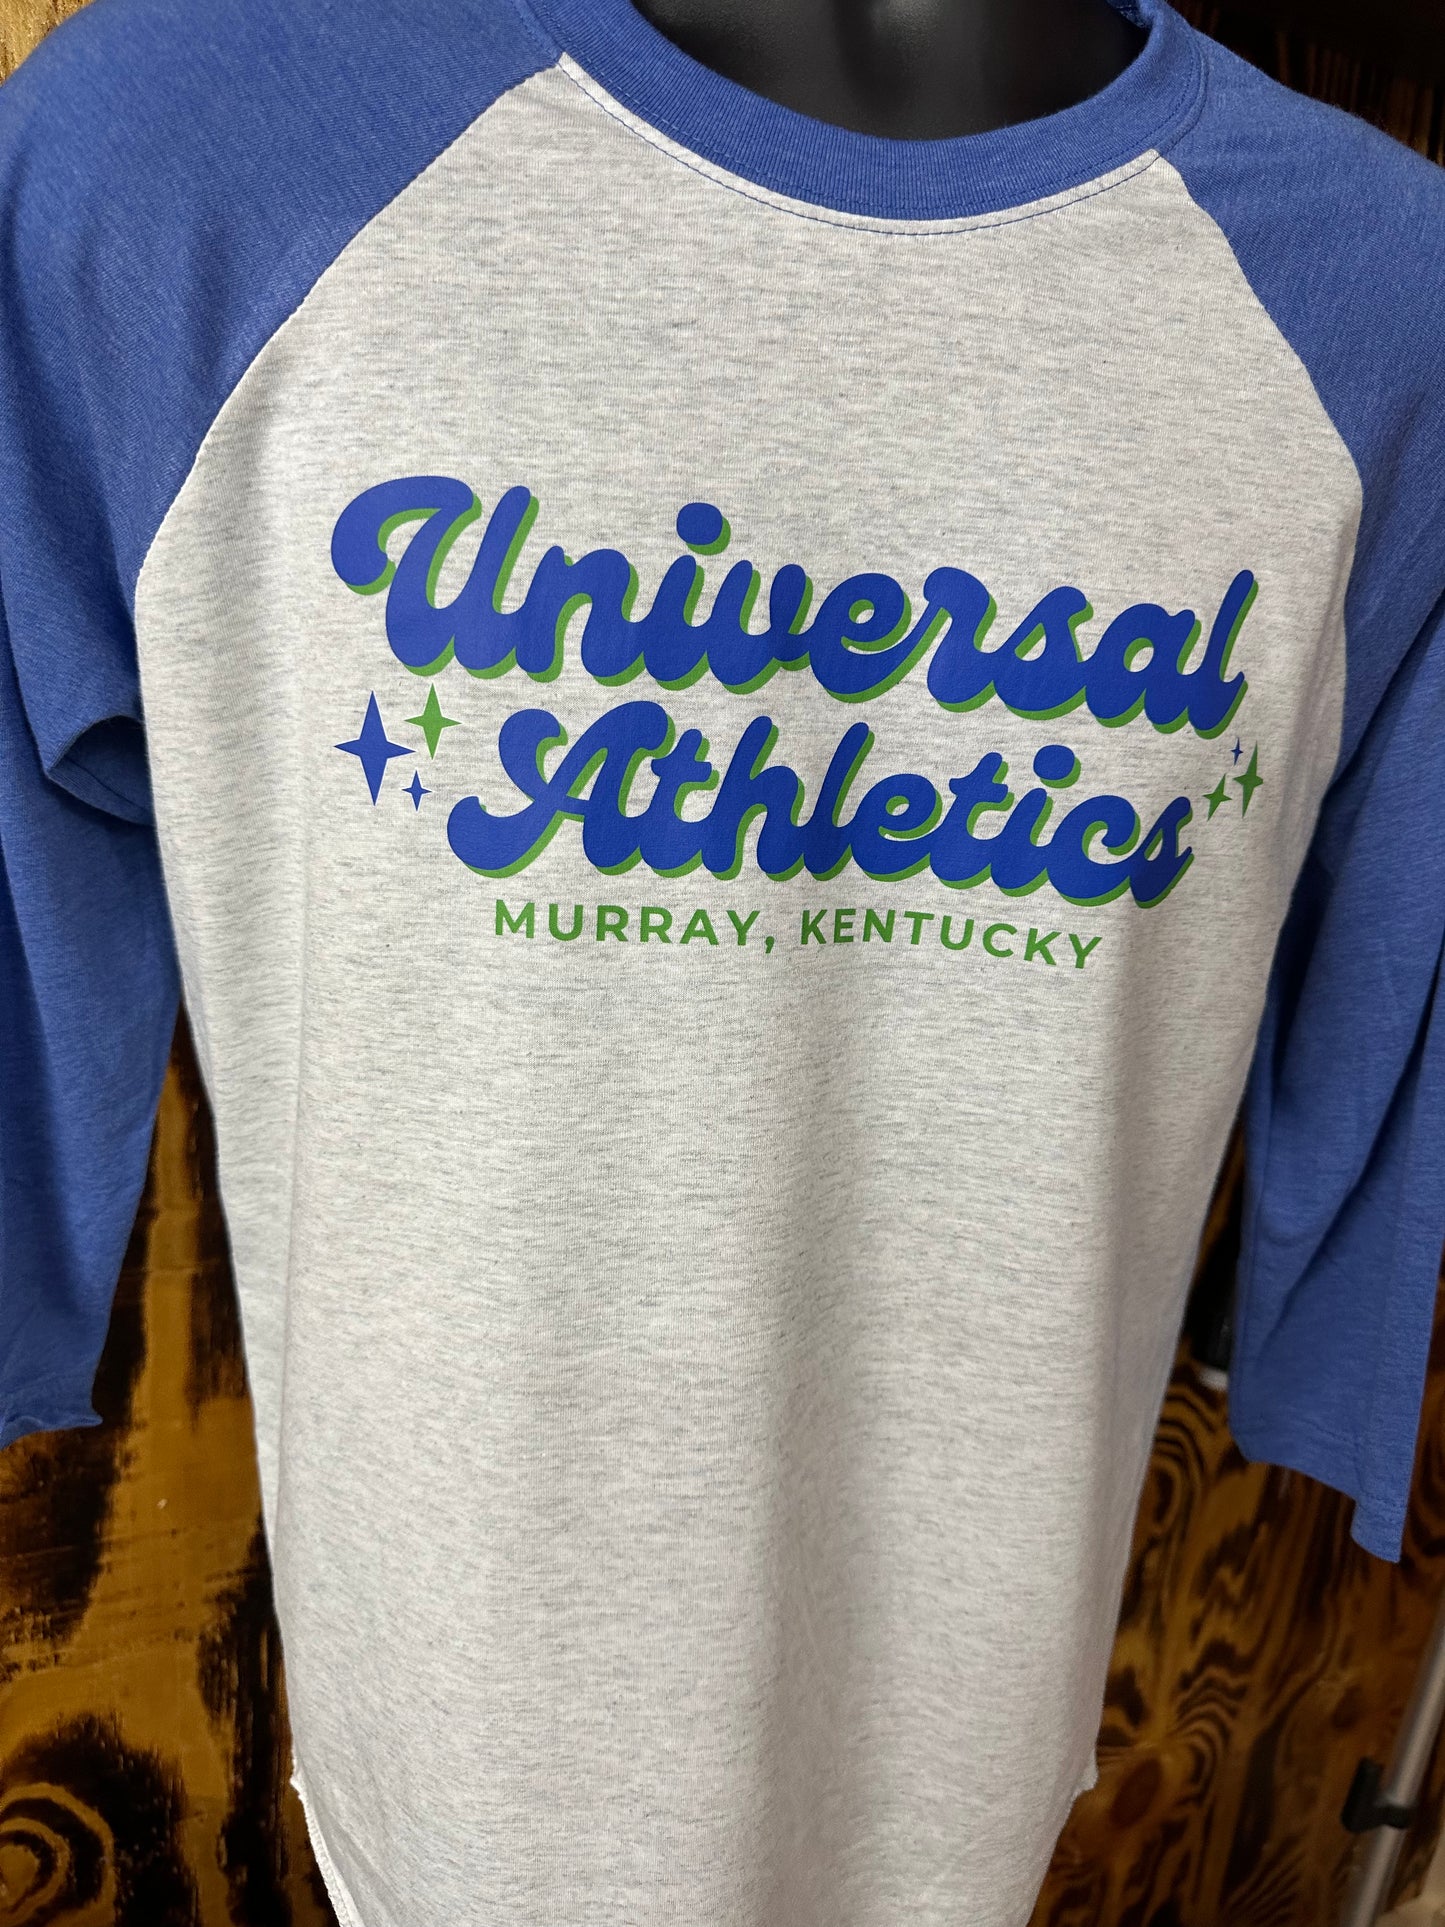 Universal
Athletics
MURRAY, KENTUCKY